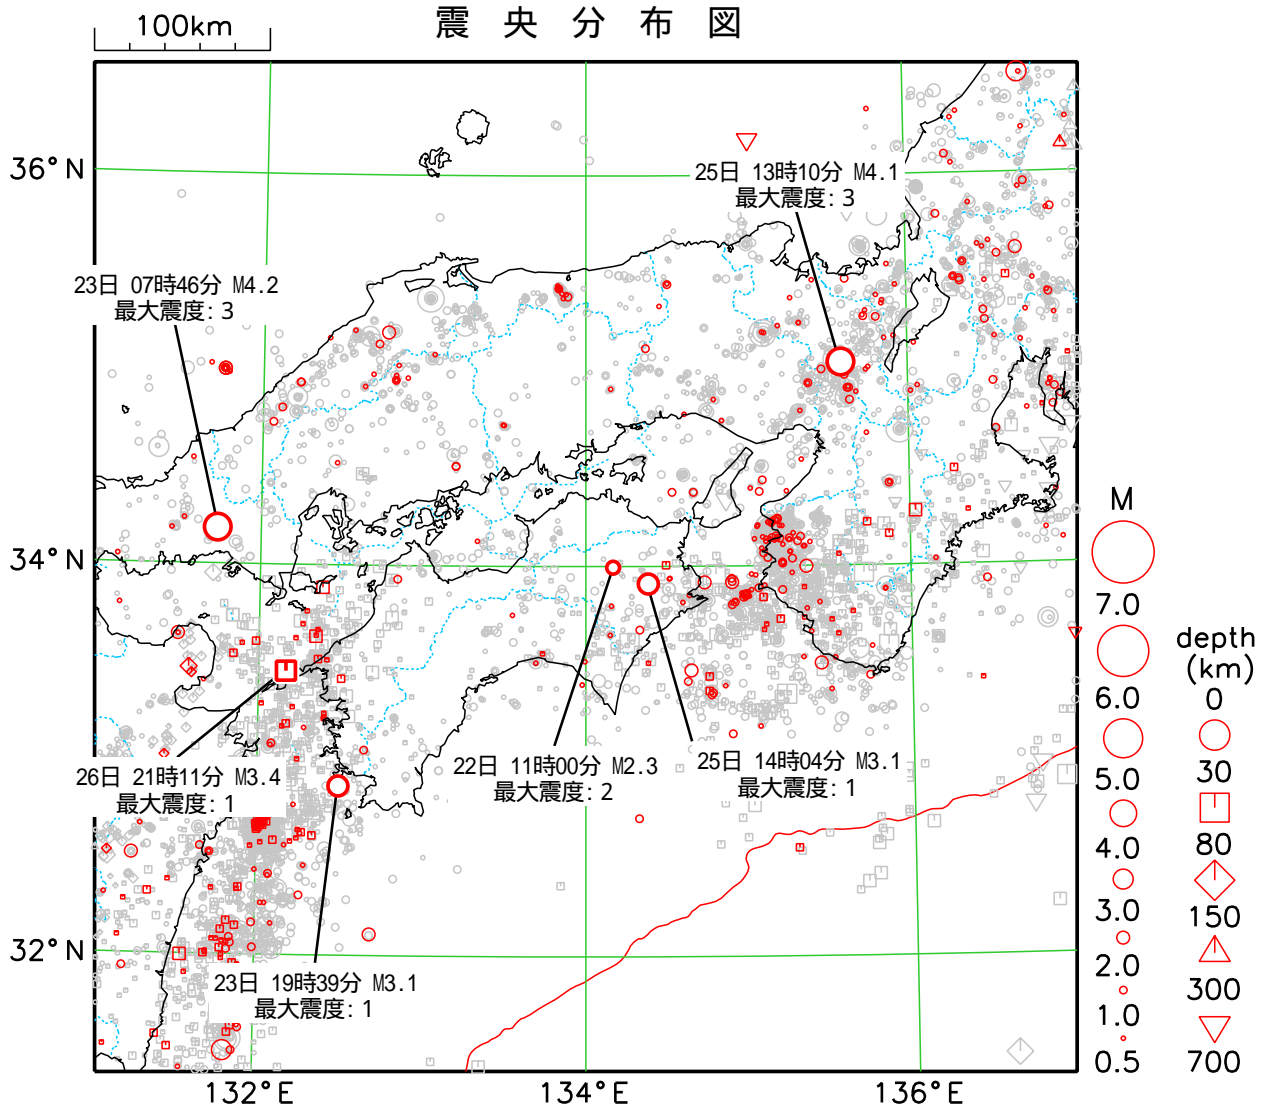 震央分布図
100km
36°N
34°N
32°N
132°E
134°E
136°E
25日 13時10分 M4.1
最大震度:3
23日 07時46分 M4.2
最大震度:3
26日 21時11分 M3.4
最大震度:1
22日 11時00分 M2.3
最大震度:2
25日 14時04分 M3.1
最大震度:1
23日 19時39分 M3.1
最大震度:1
M
7.0
6.0
5.0
4.0
3.0
2.0
1.0
0.5
depth
(km)
0
30
80
150
300
700